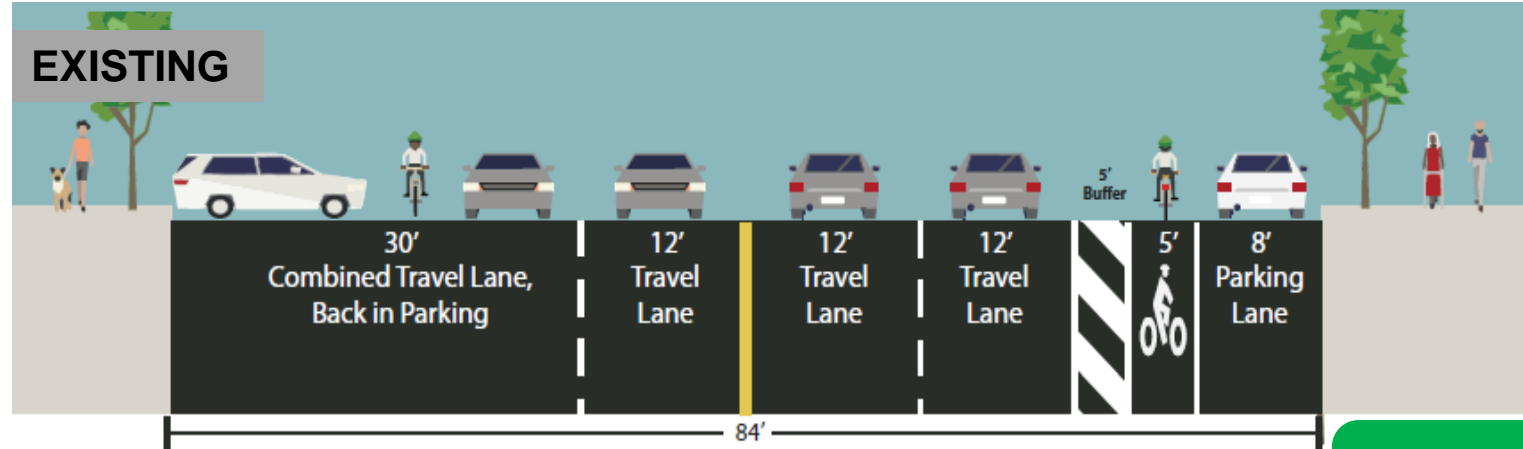 EXISTING
5'
Buffer
30'
Combined Travel Lane,
Back in Parking
12'
Travel
Lane
12'
Travel
Lane
12'
Travel
Lane
5'
8'
Parking
Lane
84'